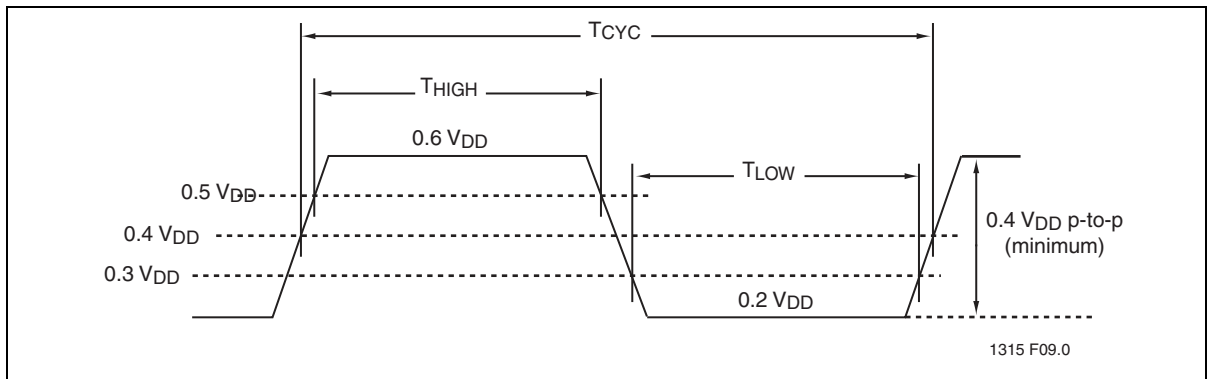 TCYC
THIGH
0.6 VDD
TLOW
0.5 VDD
0.4 VDD
0.4 VDD p-to-p
(minimum)
0.3 VDD
0.2 VDD
1315 F09.0